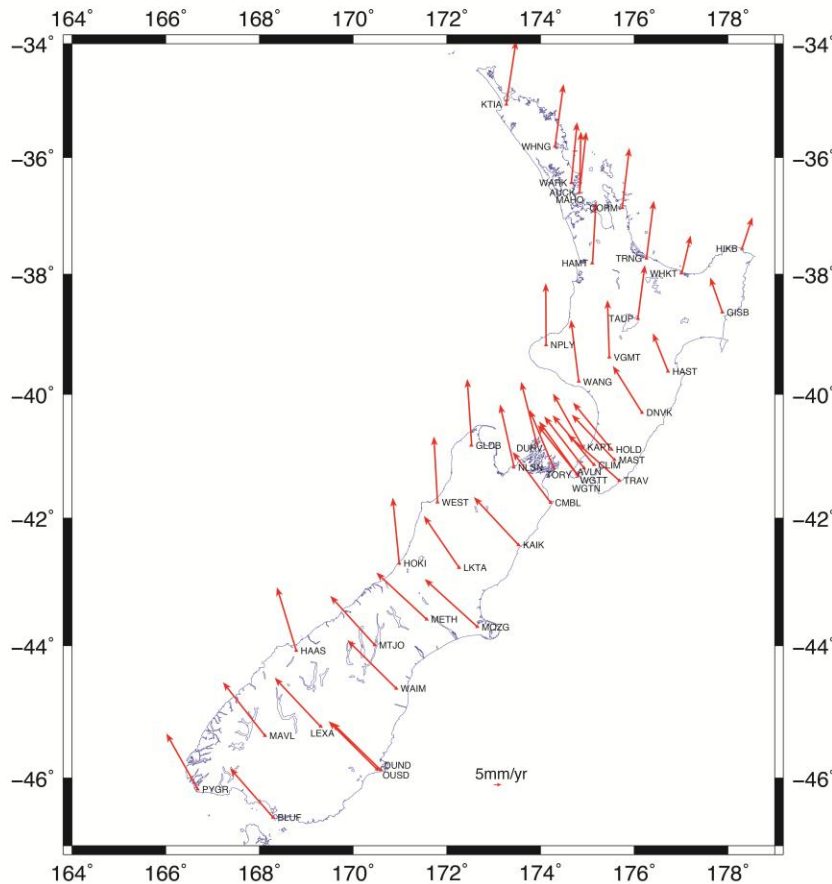 164° 166° 168° 170° 172° 174° 176° 178°
−34° −34°
KTIA
WHNG
−36° −36°
WARK
AUCK
MAHO
CORM
TRNG
HIKB
HAMT
WHKT
−38° −38°
GISB
TAUP
NPLY
VGMT
HAST
WANG
−40° −40°
DNVK
GLDB
DURV
KAPT
HOLD
MAST
NLSN
CLIM
TORY
AVLN
WGTT
TRAV
WGTN
WEST
CMBL
−42° −42°
KAIK
HOKI
LKTA
METH
MQZG
−44° −44°
MTJO
HAAS
WAIM
LEXA
MAVL
DUND
OUSD
5mm/yr
−46° −46°
PYGR
BLUF
164° 166° 168° 170° 172° 174° 176° 178°